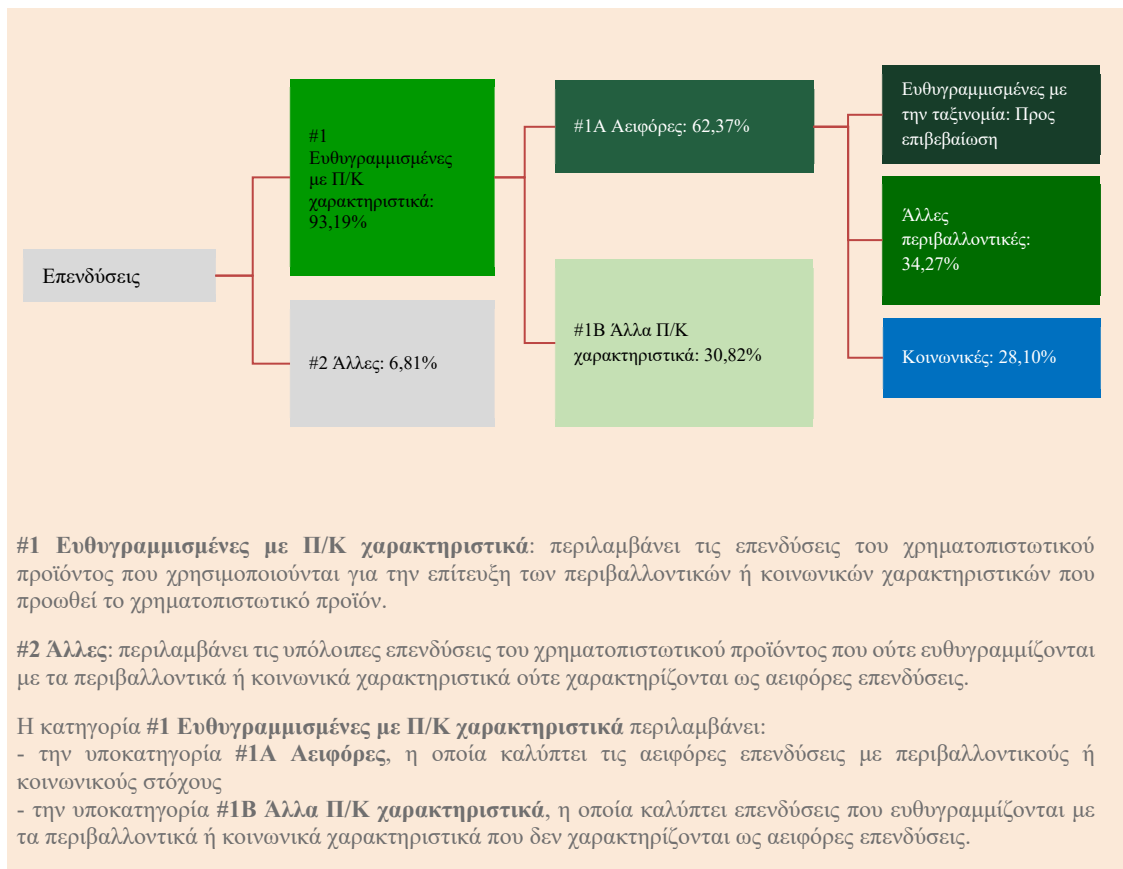 Επενδύσεις
#1
Ευθυγραμμισμένες
με Π/Κ
χαρακτηριστικά:
93,19%
#2 Άλλες: 6,81%
#1Α Αειφόρες: 62,37%
#1Β Άλλα Π/Κ
χαρακτηριστικά: 30,82%
Ευθυγραμμισμένες με
την ταξινομία: Προς
επιβεβαίωση
Άλλες
περιβαλλοντικές:
34,27%
Κοινωνικές: 28,10%
#1 Ευθυγραμμισμένες με Π/Κ χαρακτηριστικά: περιλαμβάνει τις επενδύσεις του χρηματοπιστωτικού
προϊόντος που χρησιμοποιούνται για την επίτευξη των περιβαλλοντικών ή κοινωνικών χαρακτηριστικών που
προωθεί το χρηματοπιστωτικό προϊόν.
#2 Άλλες: περιλαμβάνει τις υπόλοιπες επενδύσεις του χρηματοπιστωτικού προϊόντος που ούτε ευθυγραμμίζονται
με τα περιβαλλοντικά ή κοινωνικά χαρακτηριστικά ούτε χαρακτηρίζονται ως αειφόρες επενδύσεις.
Η κατηγορία #1 Ευθυγραμμισμένες με Π/Κ χαρακτηριστικά περιλαμβάνει:
- την υποκατηγορία #1Α Αειφόρες, η οποία καλύπτει τις αειφόρες επενδύσεις με περιβαλλοντικούς ή
κοινωνικούς στόχους
- την υποκατηγορία #1Β Άλλα Π/Κ χαρακτηριστικά, η οποία καλύπτει επενδύσεις που ευθυγραμμίζονται με
τα περιβαλλοντικά ή κοινωνικά χαρακτηριστικά που δεν χαρακτηρίζονται ως αειφόρες επενδύσεις.